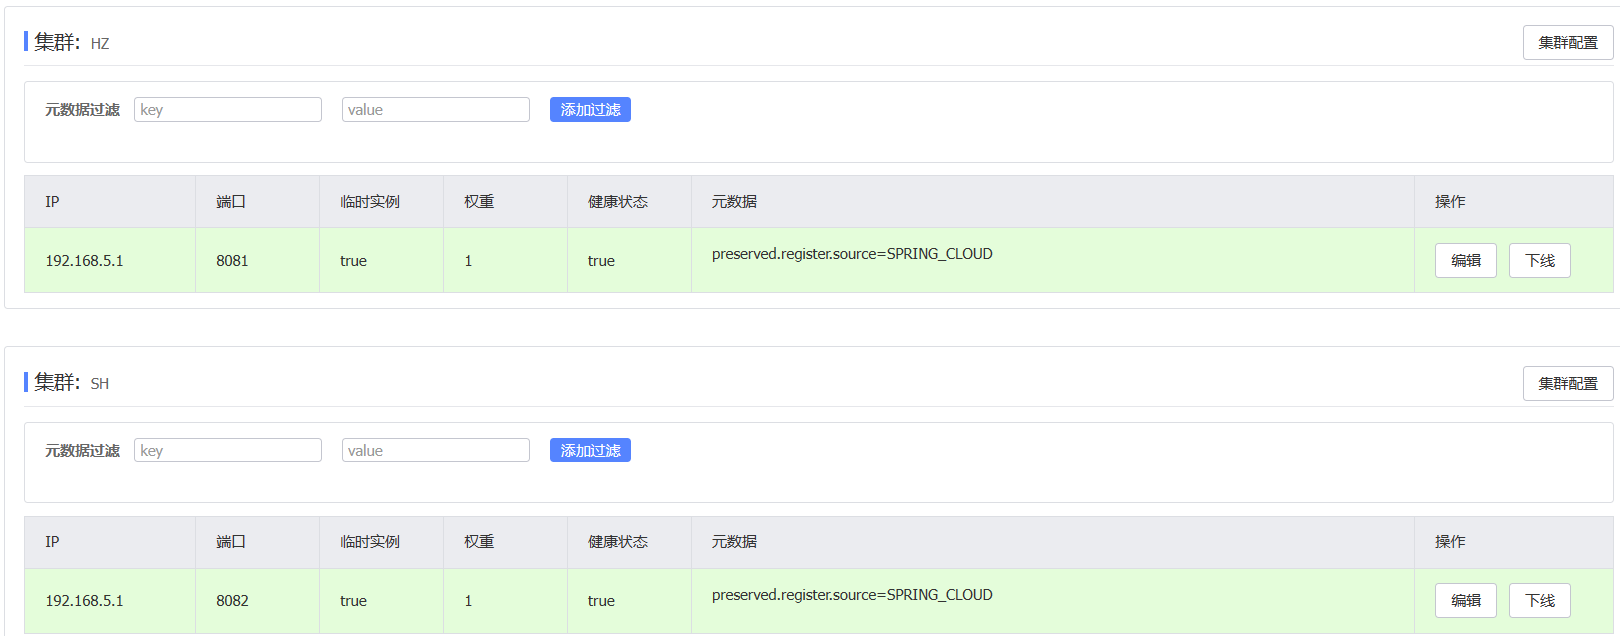 集群: HZ 集群配置
元数据过滤 key value 添加过滤
IP 端口 临时实例 权重 健康状态 元数据 操作
192.168.5.1 8081 true 1 true preserved.register.source=SPRING_CLOUD 编辑 下线
集群: SH 集群配置
元数据过滤 key value 添加过滤
IP 端口 临时实例 权重 健康状态 元数据 操作
192.168.5.1 8082 true 1 true preserved.register.source=SPRING_CLOUD 编辑 下线